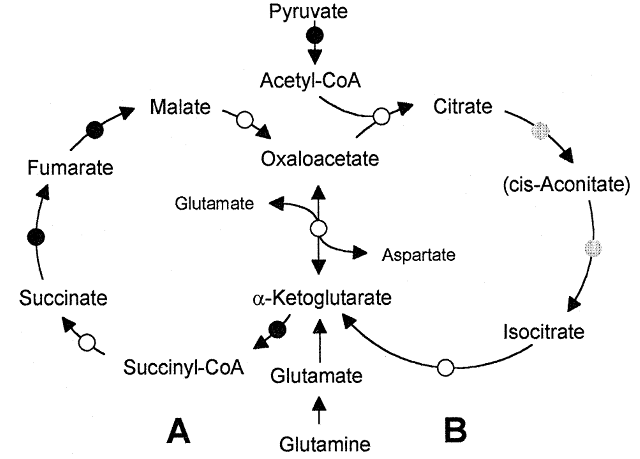 Pyruvate
Acetyl-CoA
Malate
Citrate
Oxaloacetate
Fumarate
(cis-Aconitate)
Glutamate
Aspartate
Succinate
α-Ketoglutarate
Isocitrate
Succinyl-CoA
Glutamate
A
B
Glutamine